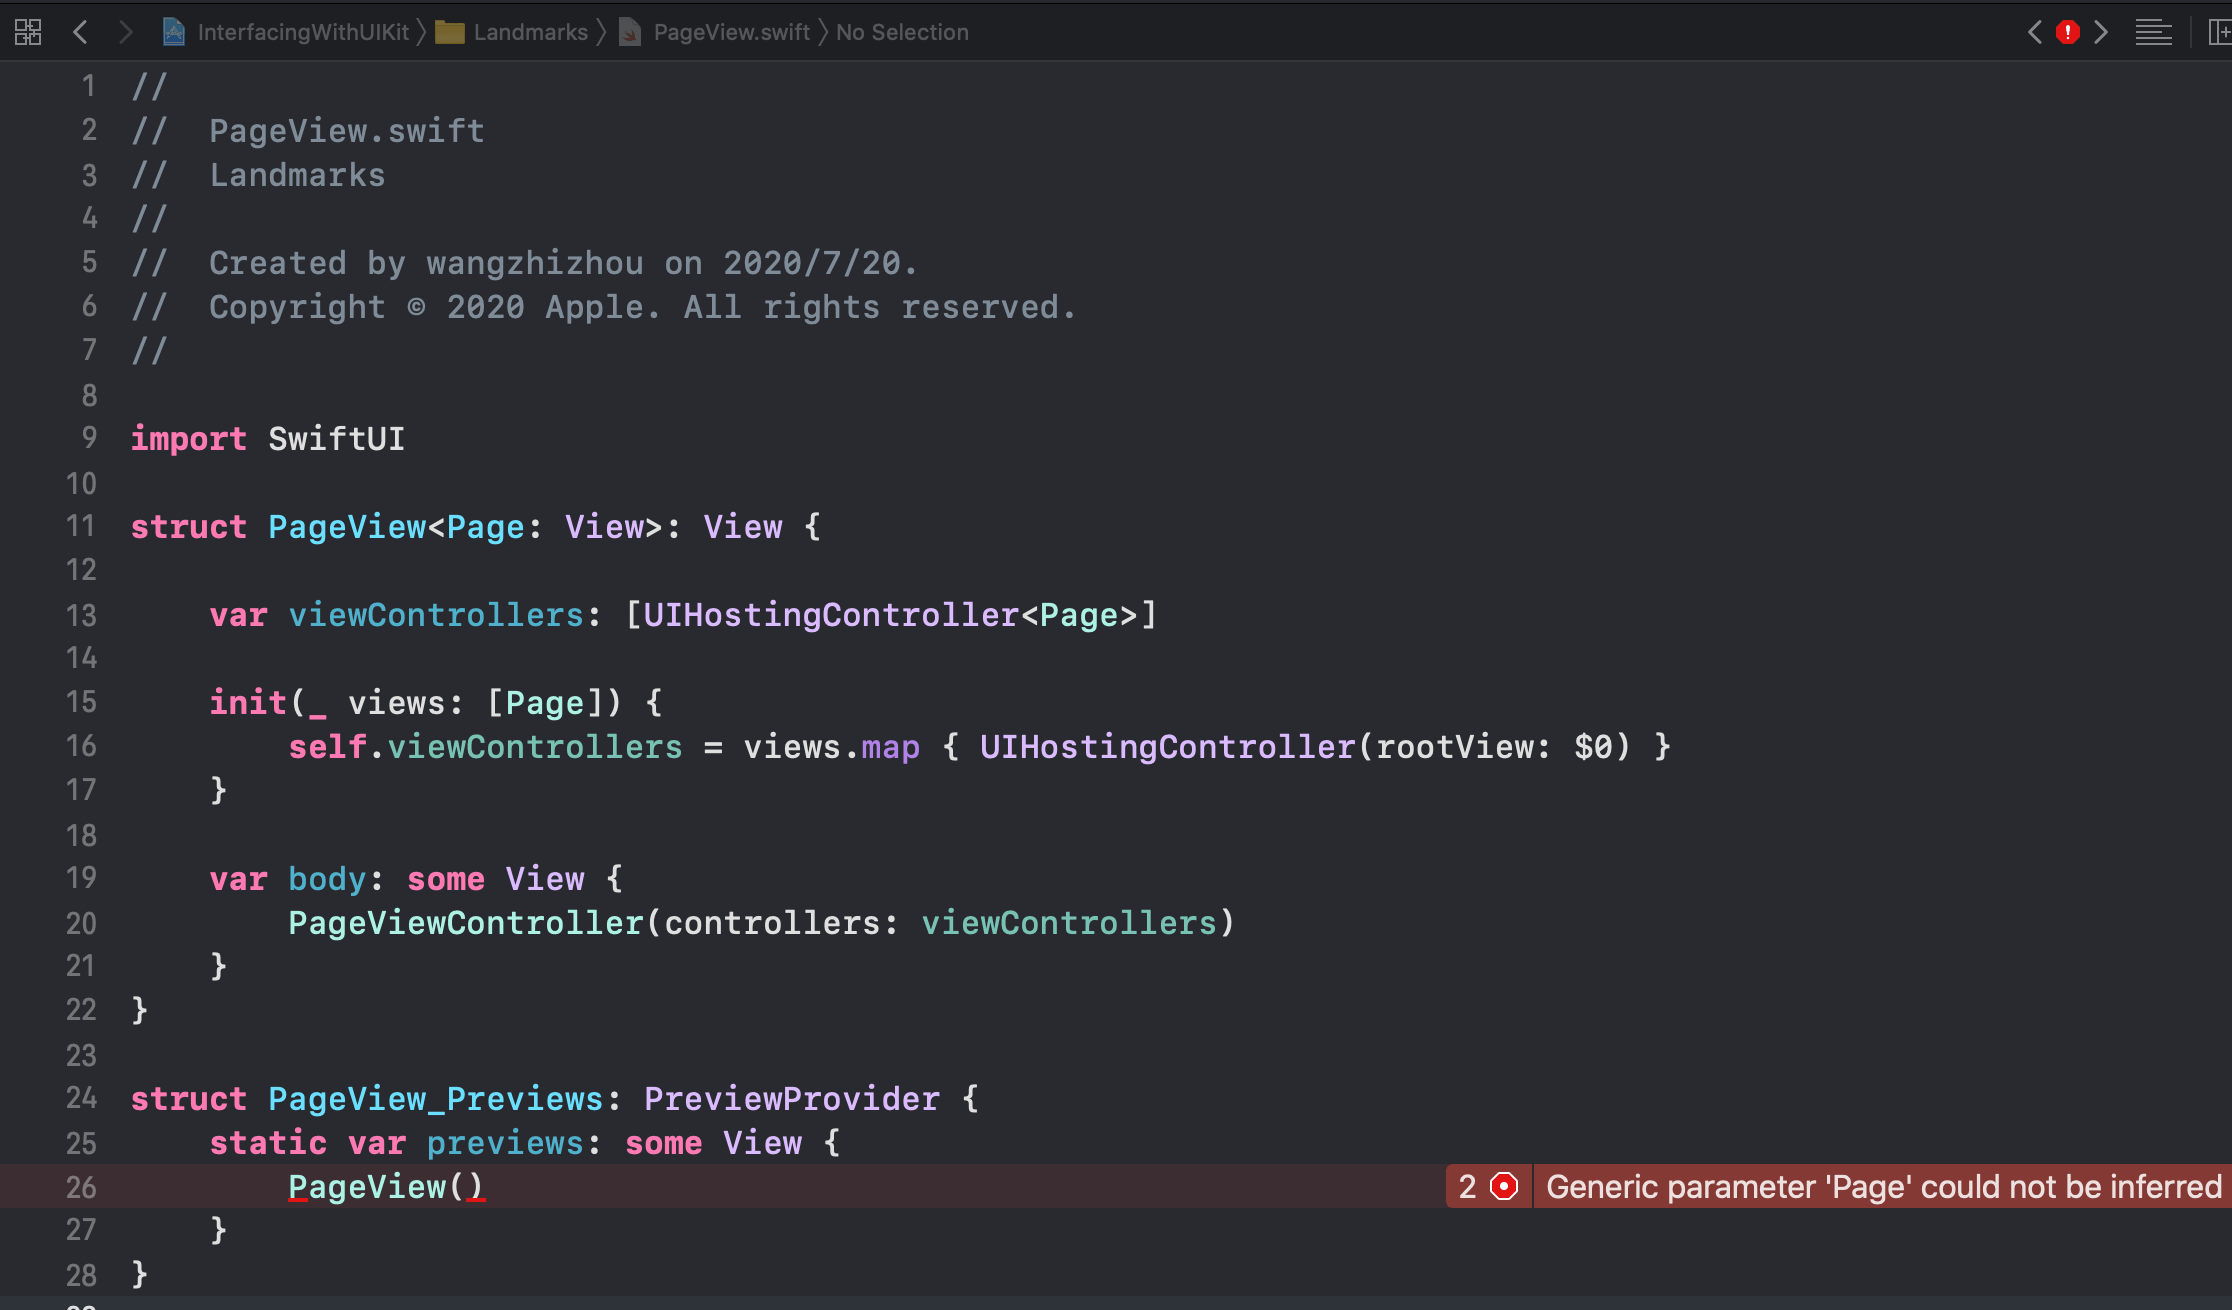 InterfacingWithUIKit Landmarks PageView.swift No Selection
1 //
2 //  PageView.swift
3 //  Landmarks
4 //
5 //  Created by wangzhizhou on 2020/7/20.
6 //  Copyright © 2020 Apple. All rights reserved.
7 //
8
9 import SwiftUI
10
11 struct PageView<Page: View>: View {
12
13     var viewControllers: [UIHostingController<Page>]
14
15     init(_ views: [Page]) {
16         self.viewControllers = views.map { UIHostingController(rootView: $0) }
17     }
18
19     var body: some View {
20         PageViewController(controllers: viewControllers)
21     }
22 }
23
24 struct PageView_Previews: PreviewProvider {
25     static var previews: some View {
26         PageView() 2 Generic parameter 'Page' could not be inferred
27     }
28 }